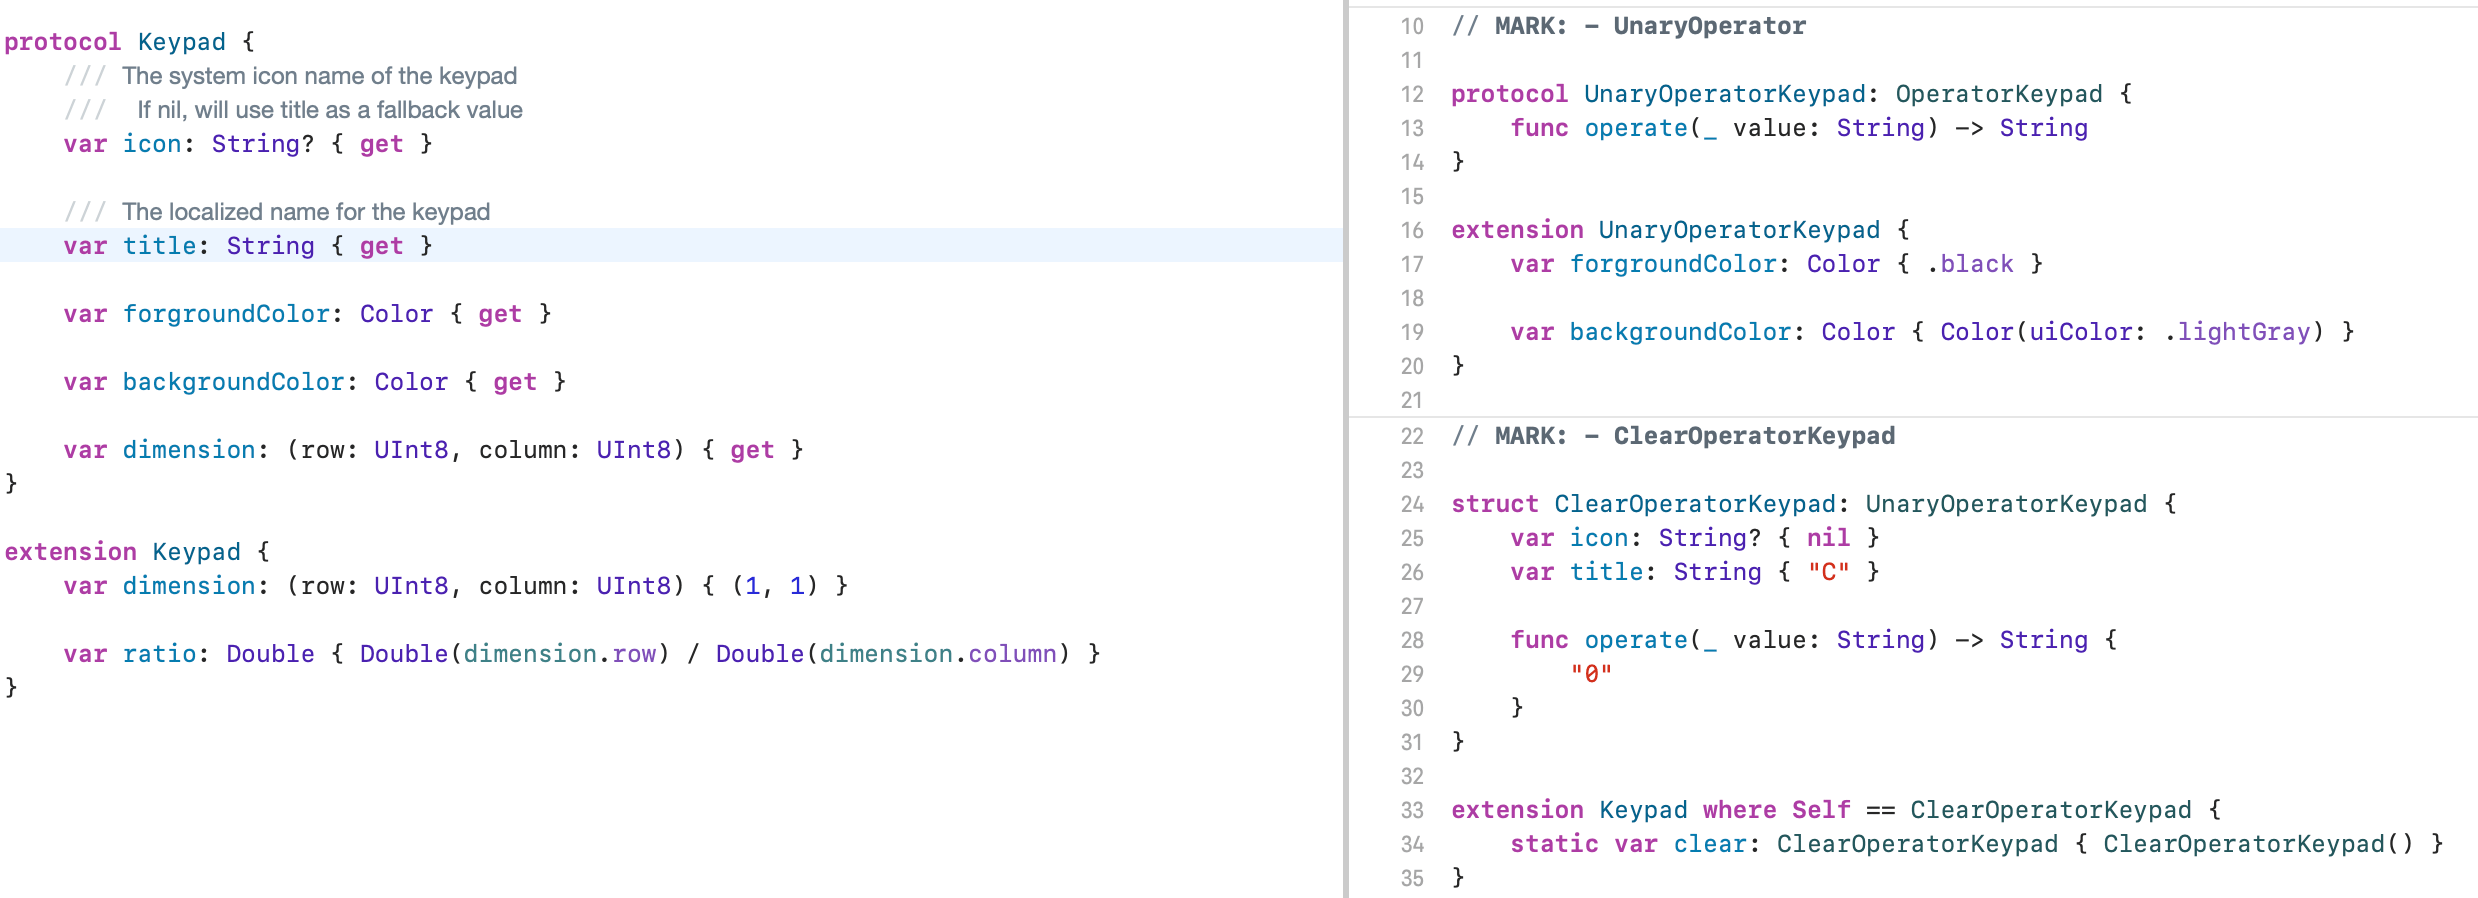 protocol Keypad {
/// The system icon name of the keypad
/// If nil, will use title as a fallback value
var icon: String? { get }
/// The localized name for the keypad
var title: String { get }
var forgroundColor: Color { get }
var backgroundColor: Color { get }
var dimension: (row: UInt8, column: UInt8) { get }
}
extension Keypad {
var dimension: (row: UInt8, column: UInt8) { (1, 1) }
var ratio: Double { Double(dimension.row) / Double(dimension.column) }
}
10 // MARK: - UnaryOperator
11
12 protocol UnaryOperatorKeypad: OperatorKeypad {
13 func operate(_ value: String) -> String
14 }
15
16 extension UnaryOperatorKeypad {
17 var forgroundColor: Color { .black }
18
19 var backgroundColor: Color { Color(uiColor: .lightGray) }
20 }
21
22 // MARK: - ClearOperatorKeypad
23
24 struct ClearOperatorKeypad: UnaryOperatorKeypad {
25 var icon: String? { nil }
26 var title: String { "C" }
27
28 func operate(_ value: String) -> String {
29 "0"
30 }
31 }
32
33 extension Keypad where Self == ClearOperatorKeypad {
34 static var clear: ClearOperatorKeypad { ClearOperatorKeypad() }
35 }